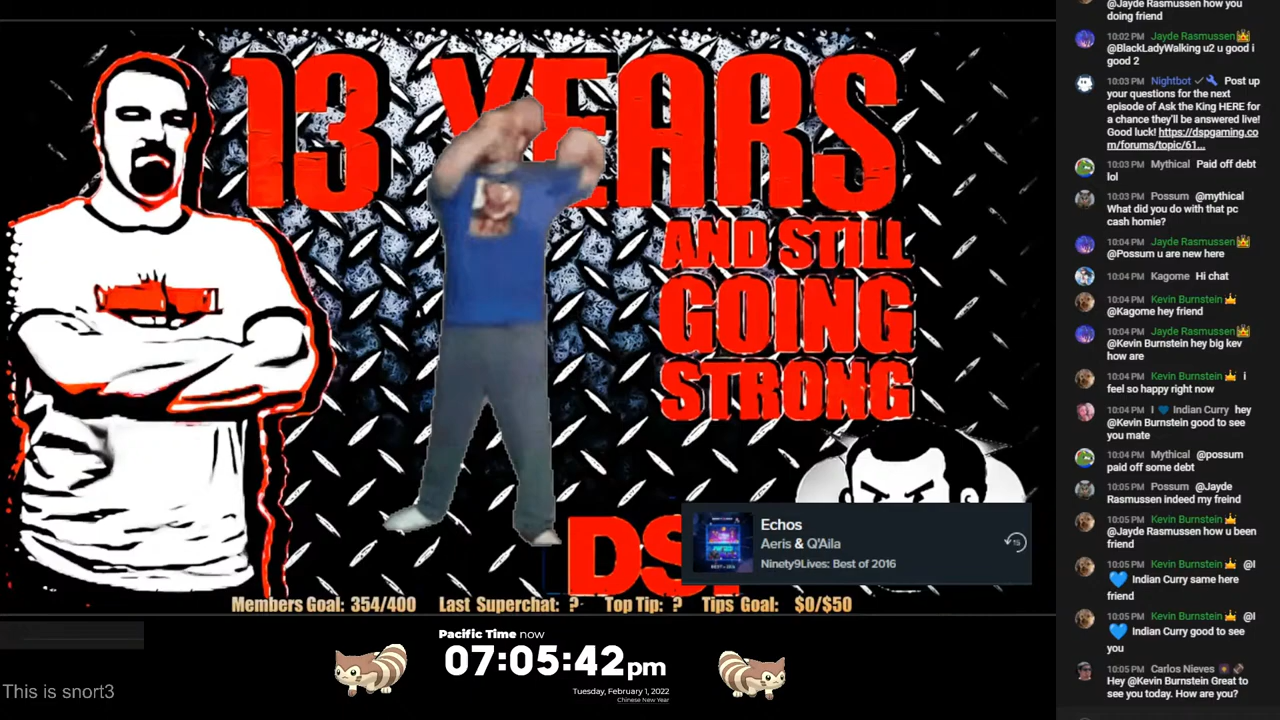 13 YEARS
AND STILL
GOING
STRONG
Echos
Aeris & Q'Aila
Ninety9Lives: Best of 2016
15
Members Goal: 354/400
Last Superchat: ?
Top Tip: ?
Tips Goal: $0/$50
Pacific Time now
07:05:42pm
Tuesday, February 1, 2022
Chinese New Year
This is snort3
@Jayde Rasmussen how you
doing friend
10:02 PM Jayde Rasmussen
@BlackLadyWalking u2 u good i
good 2
10:03 PM Nightbot Post up
your questions for the next
episode of Ask the King HERE for
a chance they'll be answered live!
Good luck! https://dspgaming.co
m/forums/topic/61...
10:03 PM Mythical Paid off debt
lol
10:03 PM Possum @mythical
What did you do with that pc
cash homie?
10:04 PM Jayde Rasmussen
@Possum u are new here
10:04 PM Kagome Hi chat
10:04 PM Kevin Burnstein
@Kagome hey friend
10:04 PM Jayde Rasmussen
@Kevin Burnstein hey big kev
how are
10:04 PM Kevin Burnstein i
feel so happy right now
10:04 PM I 💙 Indian Curry hey
@Kevin Burnstein good to see
you mate
10:04 PM Mythical @possum
paid off some debt
10:05 PM Possum @Jayde
Rasmussen indeed my freind
10:05 PM Kevin Burnstein
@Jayde Rasmussen how u been
friend
10:05 PM Kevin Burnstein @I
💙 Indian Curry same here
friend
10:05 PM Kevin Burnstein @I
💙 Indian Curry good to see
you
10:05 PM Carlos Nieves
Hey @Kevin Burnstein Great to
see you today. How are you?